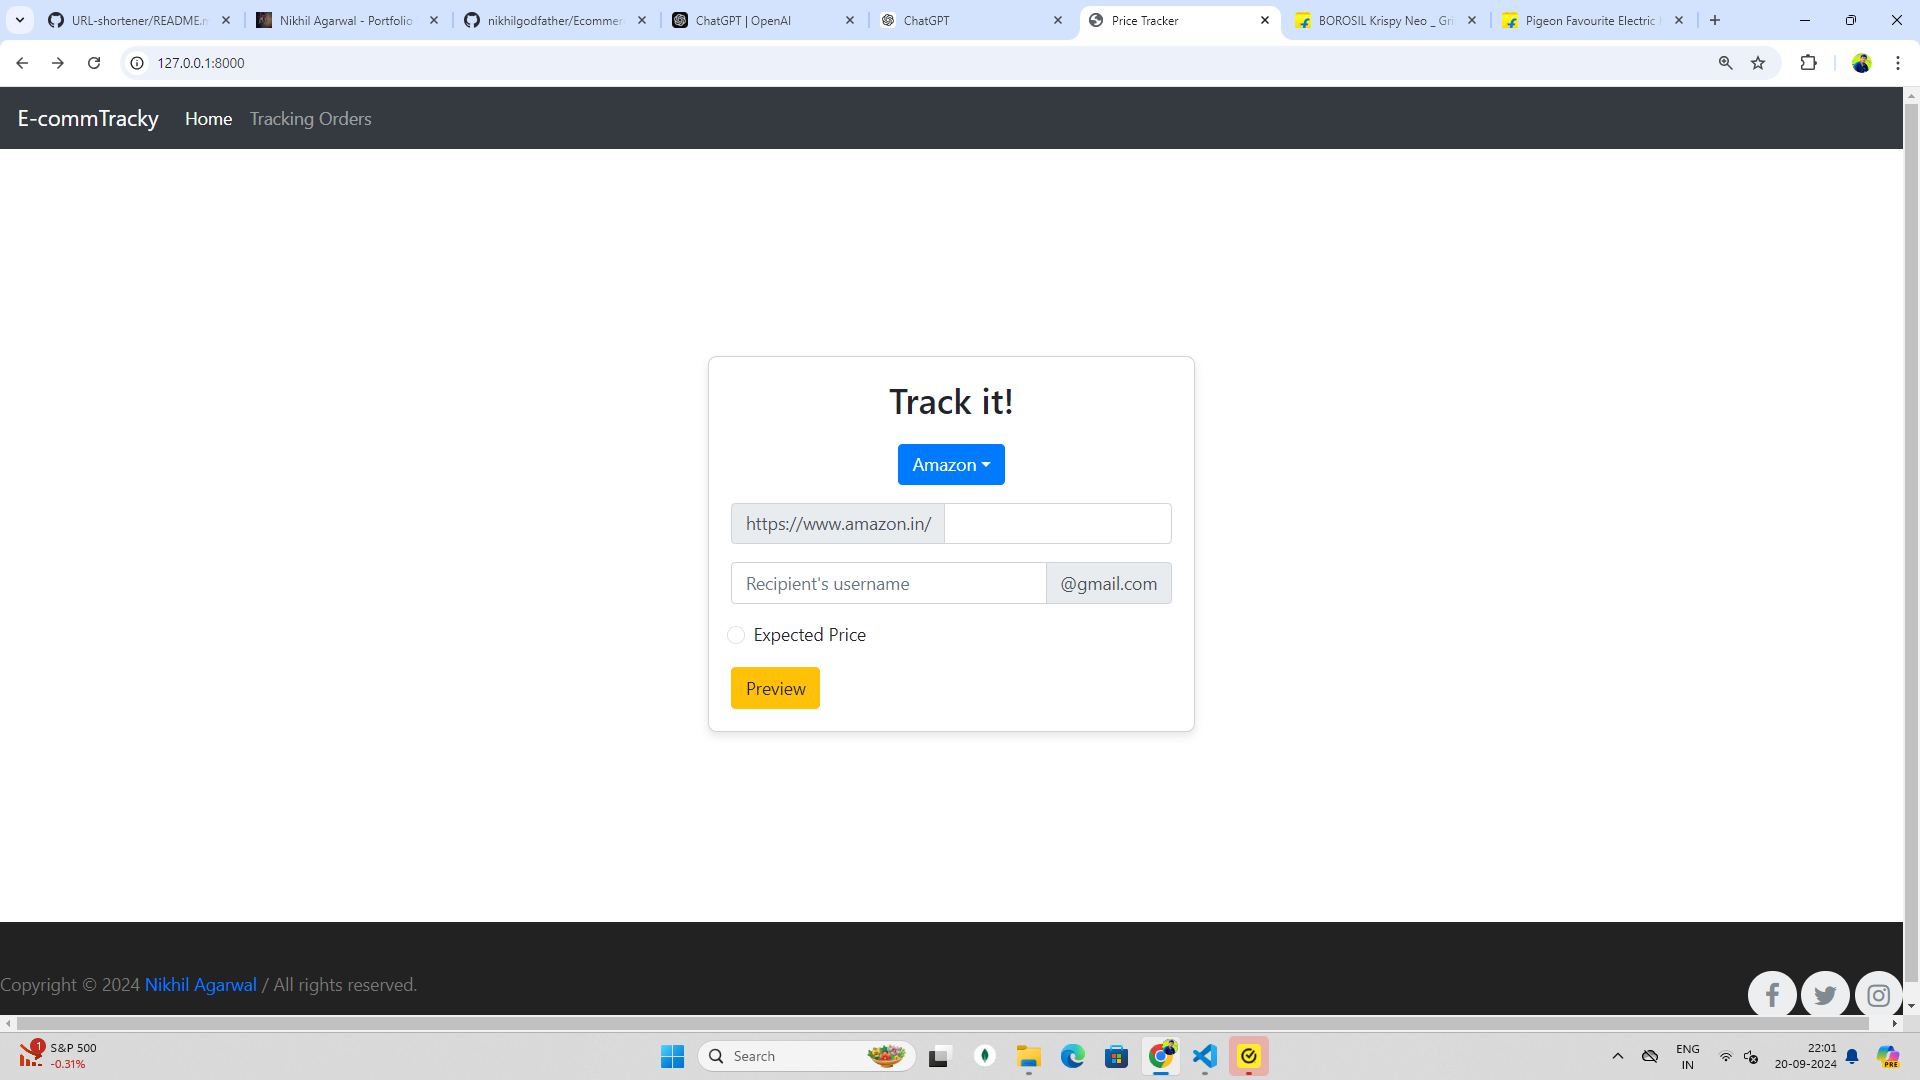 URL-shortener/README.m
Nikhil Agarwal - Portfolio
nikhilgodfather/Ecommer
ChatGPT | OpenAI
ChatGPT
Price Tracker
BOROSIL Krispy Neo _ Gri
Pigeon Favourite Electric
127.0.0.1:8000
E-commTracky
Home
Tracking Orders
Track it!
Amazon
https://www.amazon.in/
Recipient's username
@gmail.com
Expected Price
Preview
Copyright © 2024 Nikhil Agarwal / All rights reserved.
1
S&P 500
-0.31%
Search
ENG
IN
22:01
20-09-2024
PRE